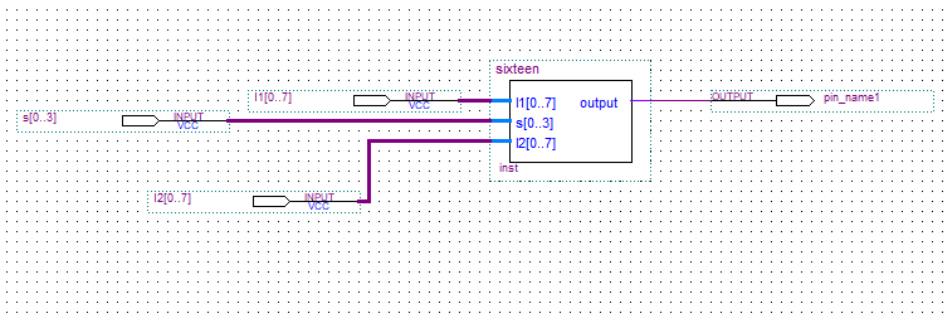 sixteen
I1[0..7] INPUT VCC
I1[0..7] output
OUTPUT pin_name1
s[0..3] INPUT VCC
s[0..3]
I2[0..7]
inst
I2[0..7] INPUT VCC